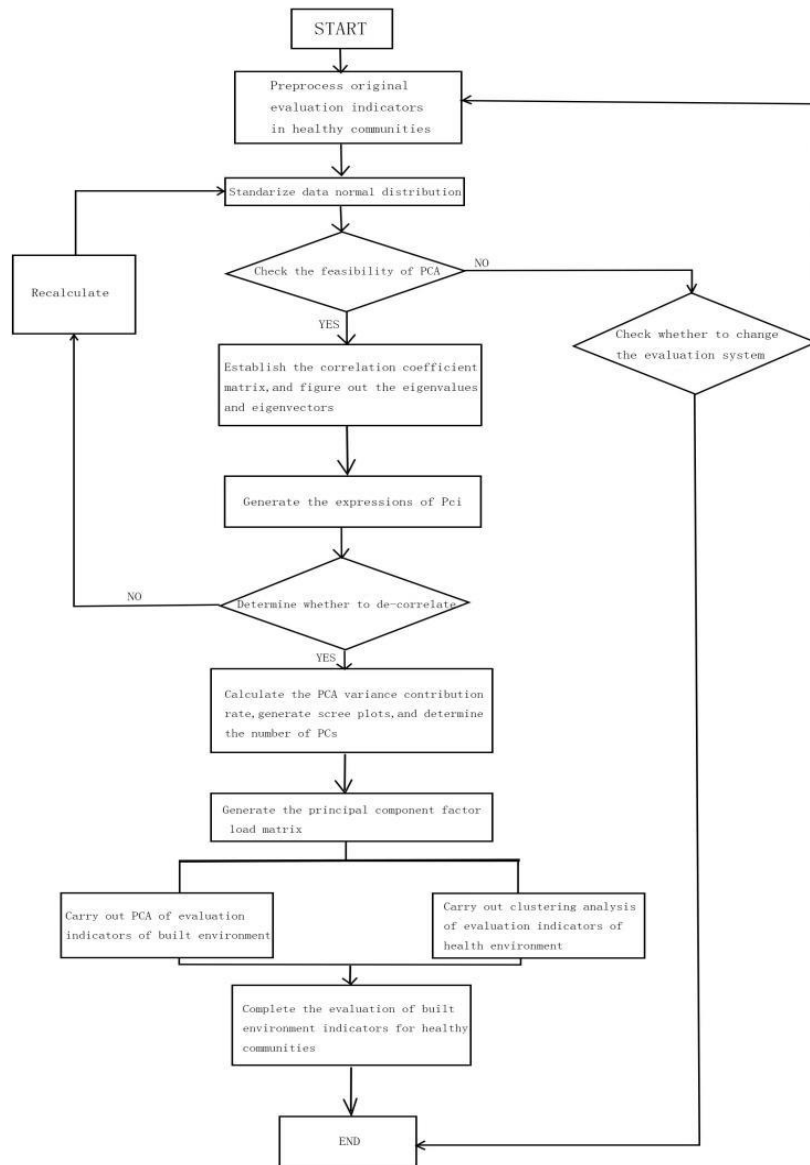 START
Preprocess original
evaluation indicators
in healthy communities
Standarize data normal distribution
Check the feasibility of PCA
NO
YES
Recalculate
Check whether to change
the evaluation system
Establish the correlation coefficient
matrix,and figure out the eigenvalues
and eigenvectors
Generate the expressions of Pci
NO
Determine whether to de-correlate
YES
Calculate the PCA variance contribution
rate,generate scree plots,and determine
the number of PCs
Generate the principal component factor
load matrix
Carry out PCA of evaluation
indicators of built environment
Carry out clustering analysis
of evaluation indicators of
health environment
Complete the evaluation of built
environment indicators for healthy
communities
END